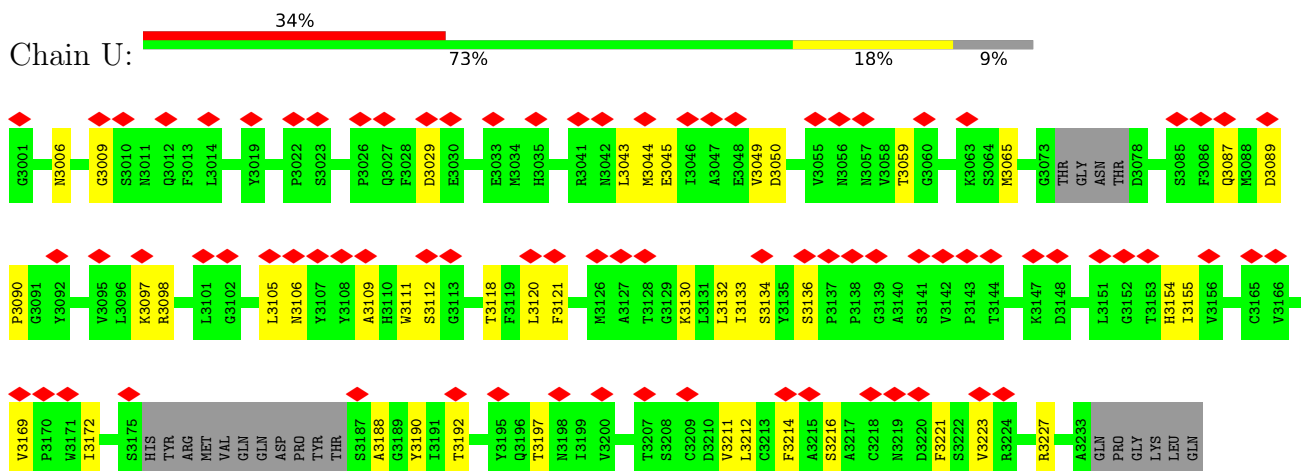 34%
Chain U:
73% 18% 9%
G3001 N3006 G3009 S3010 N3011 Q3012 F3013 L3014 Y3019 P3022 S3023 P3026 Q3027 F3028 D3029 E3030 E3033 M3034 H3035 R3041 N3042 L3043 M3044 E3045 I3046 A3047 E3048 V3049 D3050 V3055 N3056 N3057 V3058 T3059 G3060 K3063 S3064 M3065 G3073 THR GLY ASN THR D3078 S3085 F3086 Q3087 M3088 D3089
P3090 G3091 Y3092 V3095 L3096 K3097 R3098 L3101 G3102 L3105 N3106 Y3107 Y3108 A3109 H3110 W3111 S3112 G3113 T3118 F3119 L3120 F3121 M3126 A3127 T3128 G3129 K3130 L3131 L3132 I3133 S3134 Y3135 S3136 P3137 P3138 G3139 A3140 S3141 V3142 P3143 T3144 K3147 D3148 L3151 G3152 T3153 H3154 I3155 V3156 C3165 V3166
V3169 P3170 W3171 I3172 S3175 HIS TYR ARG MET VAL GLN GLN ASP PRO TYR THR S3187 A3188 G3189 Y3190 I3191 T3192 Y3195 Q3196 T3197 N3198 I3199 V3200 T3207 S3208 C3209 D3210 V3211 L3212 C3213 F3214 A3215 S3216 A3217 C3218 N3219 D3220 F3221 S3222 V3223 R3224 R3227 A3233 GLN PRO GLY LYS LEU GLN